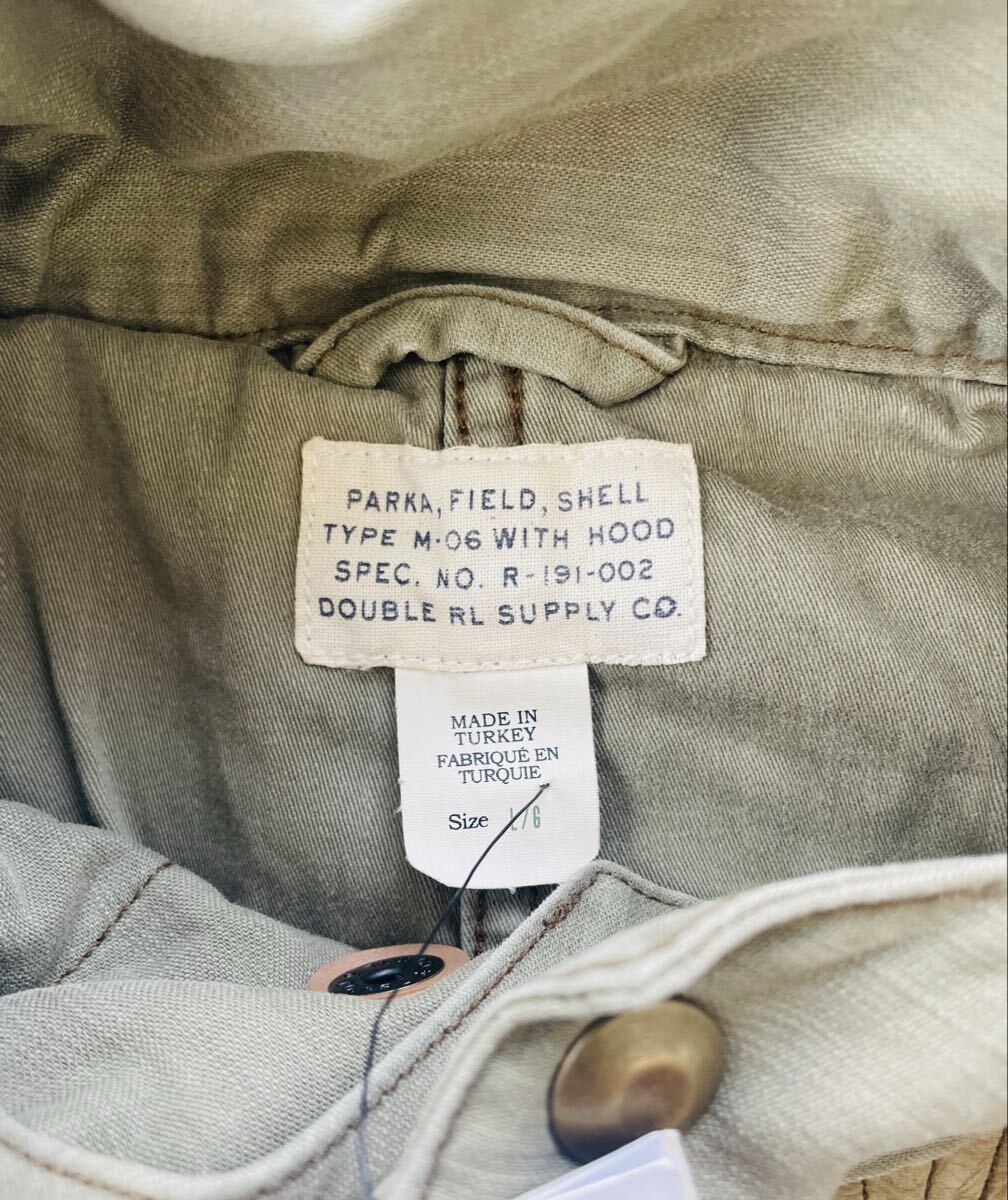 PARKA, FIELD, SHELL
TYPE M-06 WITH HOOD
SPEC. NO. R-191-002
DOUBLE RL SUPPLY CO.
MADE IN
TURKEY
FABRIQUÉ EN
TURQUIE
Size L/G